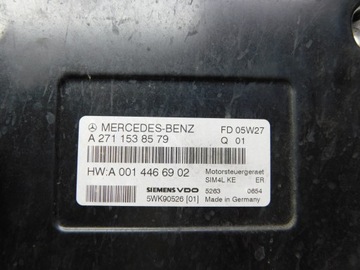 MERCEDES-BENZ FD 05W27
A 271 153 85 79 Q 01
HW:A 001 446 69 02 Motorsteuergeraet
SIM4L KE ER
SIEMENS VDO 5263 0654
5WK90526 [01] Made in Germany